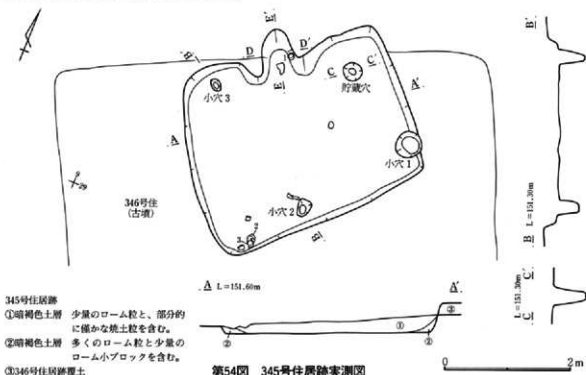 E'
D
D'
B'
E
C
C'
小穴3
貯蔵穴
A'
A
小穴1
346号住
(古墳)
小穴2
B
B'
B L=151.30m
C'
C L=151.30m
A L=151.60m
A'
③
①
②
①
345号住居跡
①暗褐色土層 少量のローム粒と、部分的
に僅かな焼土粒を含む。
②暗褐色土層 多くのローム粒と少量の
ローム小ブロックを含む。
③346号住居跡覆土
第54図 345号住居跡実測図
0
2m